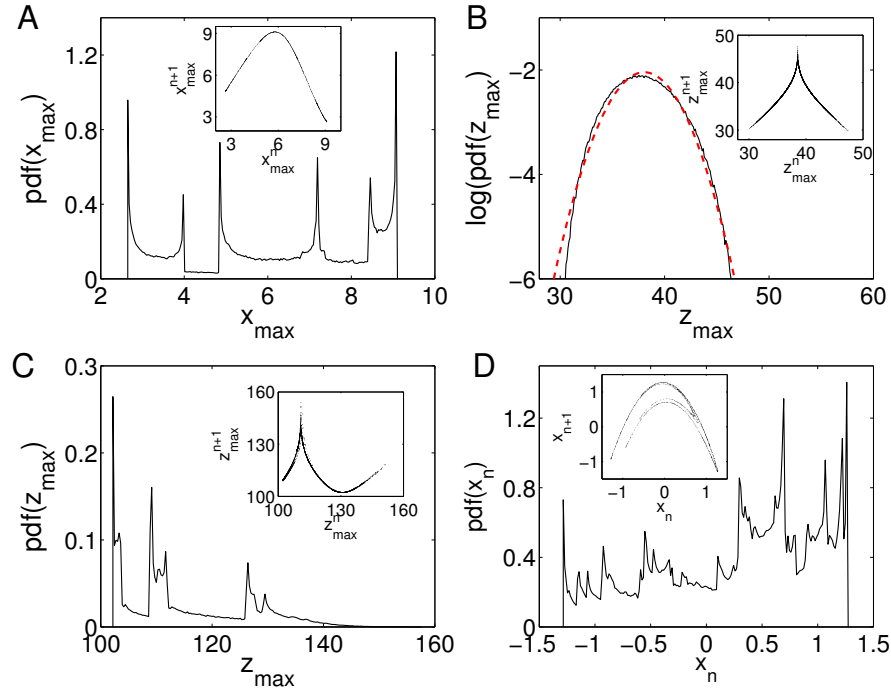 A
pdf(x_max)
1.2
0.8
0.4
0
2
4
6
8
10
x_max
x^{n+1}_max
9
6
3
3
6
9
x^n_max
B
log(pdf(z_max))
−2
−4
−6
30
40
50
60
z_max
z^{n+1}_max
50
40
30
30
40
50
z^n_max
C
pdf(z_max)
0.3
0.2
0.1
0
100
120
140
160
z_max
z^{n+1}_max
160
130
100
100
130
160
z^n_max
D
pdf(x_n)
1.2
0.8
0.4
0
−1.5
−1
−0.5
0
0.5
1
1.5
x_n
x_{n+1}
1
0
−1
−1
0
1
x_n